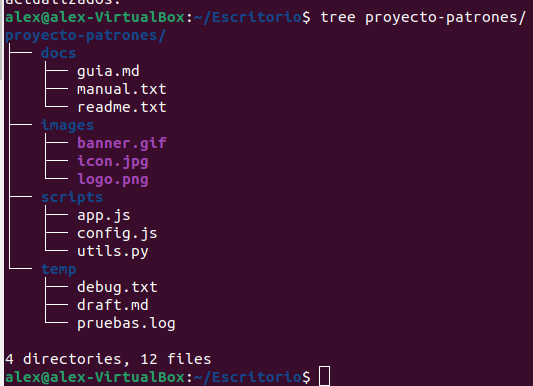 actualizados.
alex@alex-VirtualBox:~/Escritorio$ tree proyecto-patrones/
proyecto-patrones/
├── docs
│   ├── guia.md
│   ├── manual.txt
│   └── readme.txt
├── images
│   ├── banner.gif
│   ├── icon.jpg
│   └── logo.png
├── scripts
│   ├── app.js
│   ├── config.js
│   └── utils.py
└── temp
    ├── debug.txt
    ├── draft.md
    └── pruebas.log

4 directories, 12 files
alex@alex-VirtualBox:~/Escritorio$